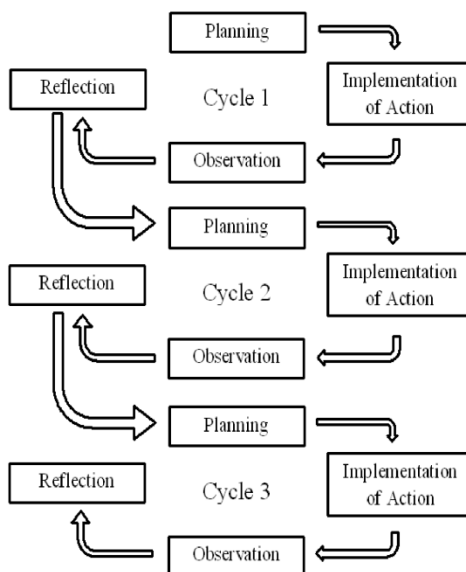 Planning
Reflection
Cycle 1
Implementation
of Action
Observation
Planning
Reflection
Cycle 2
Implementation
of Action
Observation
Planning
Reflection
Cycle 3
Implementation
of Action
Observation